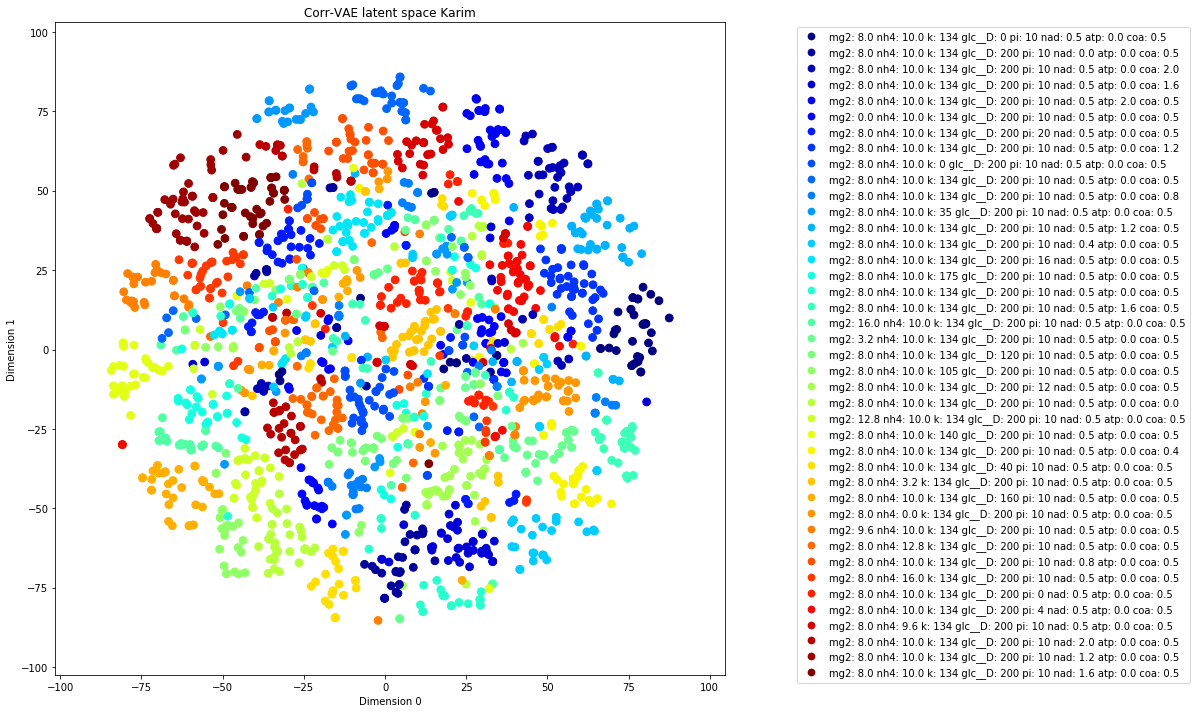 Corr-VAE latent space Karim
100
75
50
25
0
−25
−50
−75
−100
Dimension 1
−100 −75 −50 −25 0 25 50 75 100
Dimension 0
mg2: 8.0 nh4: 10.0 k: 134 glc__D: 0 pi: 10 nad: 0.5 atp: 0.0 coa: 0.5
mg2: 8.0 nh4: 10.0 k: 134 glc__D: 200 pi: 10 nad: 0.0 atp: 0.0 coa: 0.5
mg2: 8.0 nh4: 10.0 k: 134 glc__D: 200 pi: 10 nad: 0.5 atp: 0.0 coa: 2.0
mg2: 8.0 nh4: 10.0 k: 134 glc__D: 200 pi: 10 nad: 0.5 atp: 0.0 coa: 1.6
mg2: 8.0 nh4: 10.0 k: 134 glc__D: 200 pi: 10 nad: 0.5 atp: 2.0 coa: 0.5
mg2: 0.0 nh4: 10.0 k: 134 glc__D: 200 pi: 10 nad: 0.5 atp: 0.0 coa: 0.5
mg2: 8.0 nh4: 10.0 k: 134 glc__D: 200 pi: 20 nad: 0.5 atp: 0.0 coa: 0.5
mg2: 8.0 nh4: 10.0 k: 134 glc__D: 200 pi: 10 nad: 0.5 atp: 0.0 coa: 1.2
mg2: 8.0 nh4: 10.0 k: 0 glc__D: 200 pi: 10 nad: 0.5 atp: 0.0 coa: 0.5
mg2: 8.0 nh4: 10.0 k: 134 glc__D: 200 pi: 10 nad: 0.5 atp: 0.0 coa: 0.5
mg2: 8.0 nh4: 10.0 k: 134 glc__D: 200 pi: 10 nad: 0.5 atp: 0.0 coa: 0.8
mg2: 8.0 nh4: 10.0 k: 35 glc__D: 200 pi: 10 nad: 0.5 atp: 0.0 coa: 0.5
mg2: 8.0 nh4: 10.0 k: 134 glc__D: 200 pi: 10 nad: 0.5 atp: 1.2 coa: 0.5
mg2: 8.0 nh4: 10.0 k: 134 glc__D: 200 pi: 10 nad: 0.4 atp: 0.0 coa: 0.5
mg2: 8.0 nh4: 10.0 k: 134 glc__D: 200 pi: 16 nad: 0.5 atp: 0.0 coa: 0.5
mg2: 8.0 nh4: 10.0 k: 175 glc__D: 200 pi: 10 nad: 0.5 atp: 0.0 coa: 0.5
mg2: 8.0 nh4: 10.0 k: 134 glc__D: 200 pi: 10 nad: 0.5 atp: 0.0 coa: 0.5
mg2: 8.0 nh4: 10.0 k: 134 glc__D: 200 pi: 10 nad: 0.5 atp: 1.6 coa: 0.5
mg2: 16.0 nh4: 10.0 k: 134 glc__D: 200 pi: 10 nad: 0.5 atp: 0.0 coa: 0.5
mg2: 3.2 nh4: 10.0 k: 134 glc__D: 200 pi: 10 nad: 0.5 atp: 0.0 coa: 0.5
mg2: 8.0 nh4: 10.0 k: 134 glc__D: 120 pi: 10 nad: 0.5 atp: 0.0 coa: 0.5
mg2: 8.0 nh4: 10.0 k: 105 glc__D: 200 pi: 10 nad: 0.5 atp: 0.0 coa: 0.5
mg2: 8.0 nh4: 10.0 k: 134 glc__D: 200 pi: 12 nad: 0.5 atp: 0.0 coa: 0.5
mg2: 8.0 nh4: 10.0 k: 134 glc__D: 200 pi: 10 nad: 0.5 atp: 0.0 coa: 0.0
mg2: 12.8 nh4: 10.0 k: 134 glc__D: 200 pi: 10 nad: 0.5 atp: 0.0 coa: 0.5
mg2: 8.0 nh4: 10.0 k: 140 glc__D: 200 pi: 10 nad: 0.5 atp: 0.0 coa: 0.5
mg2: 8.0 nh4: 10.0 k: 134 glc__D: 200 pi: 10 nad: 0.5 atp: 0.0 coa: 0.4
mg2: 8.0 nh4: 10.0 k: 134 glc__D: 40 pi: 10 nad: 0.5 atp: 0.0 coa: 0.5
mg2: 8.0 nh4: 3.2 k: 134 glc__D: 200 pi: 10 nad: 0.5 atp: 0.0 coa: 0.5
mg2: 8.0 nh4: 10.0 k: 134 glc__D: 160 pi: 10 nad: 0.5 atp: 0.0 coa: 0.5
mg2: 8.0 nh4: 0.0 k: 134 glc__D: 200 pi: 10 nad: 0.5 atp: 0.0 coa: 0.5
mg2: 9.6 nh4: 10.0 k: 134 glc__D: 200 pi: 10 nad: 0.5 atp: 0.0 coa: 0.5
mg2: 8.0 nh4: 12.8 k: 134 glc__D: 200 pi: 10 nad: 0.5 atp: 0.0 coa: 0.5
mg2: 8.0 nh4: 10.0 k: 134 glc__D: 200 pi: 10 nad: 0.8 atp: 0.0 coa: 0.5
mg2: 8.0 nh4: 16.0 k: 134 glc__D: 200 pi: 10 nad: 0.5 atp: 0.0 coa: 0.5
mg2: 8.0 nh4: 10.0 k: 134 glc__D: 200 pi: 0 nad: 0.5 atp: 0.0 coa: 0.5
mg2: 8.0 nh4: 10.0 k: 134 glc__D: 200 pi: 4 nad: 0.5 atp: 0.0 coa: 0.5
mg2: 8.0 nh4: 9.6 k: 134 glc__D: 200 pi: 10 nad: 0.5 atp: 0.0 coa: 0.5
mg2: 8.0 nh4: 10.0 k: 134 glc__D: 200 pi: 10 nad: 2.0 atp: 0.0 coa: 0.5
mg2: 8.0 nh4: 10.0 k: 134 glc__D: 200 pi: 10 nad: 1.2 atp: 0.0 coa: 0.5
mg2: 8.0 nh4: 10.0 k: 134 glc__D: 200 pi: 10 nad: 1.6 atp: 0.0 coa: 0.5